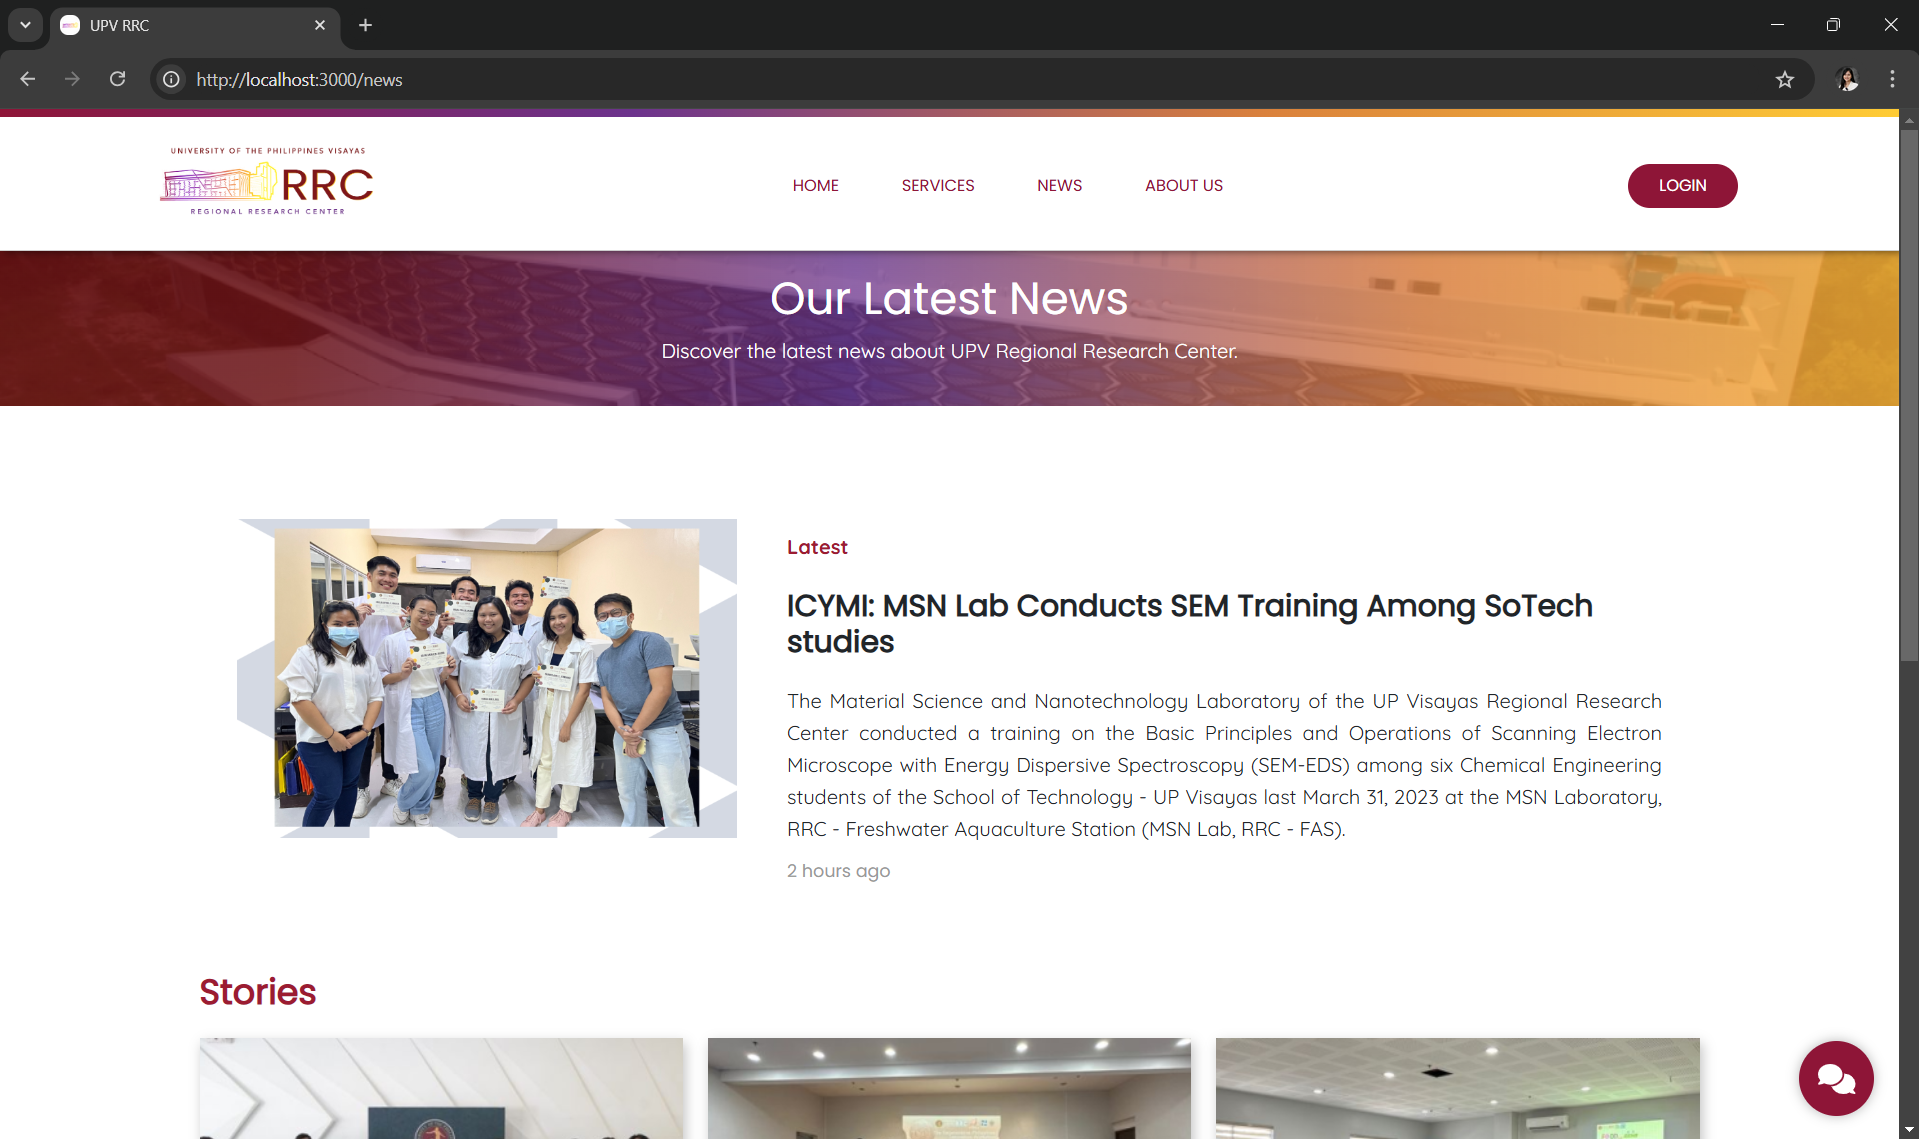 UPV RRC
http://localhost:3000/news
UNIVERSITY OF THE PHILIPPINES VISAYAS
RRC
REGIONAL RESEARCH CENTER
HOME SERVICES NEWS ABOUT US LOGIN
Our Latest News
Discover the latest news about UPV Regional Research Center.
Latest
ICYMI: MSN Lab Conducts SEM Training Among SoTech
studies
The Material Science and Nanotechnology Laboratory of the UP Visayas Regional Research
Center conducted a training on the Basic Principles and Operations of Scanning Electron
Microscope with Energy Dispersive Spectroscopy (SEM-EDS) among six Chemical Engineering
students of the School of Technology - UP Visayas last March 31, 2023 at the MSN Laboratory,
RRC - Freshwater Aquaculture Station (MSN Lab, RRC - FAS).
2 hours ago
Stories